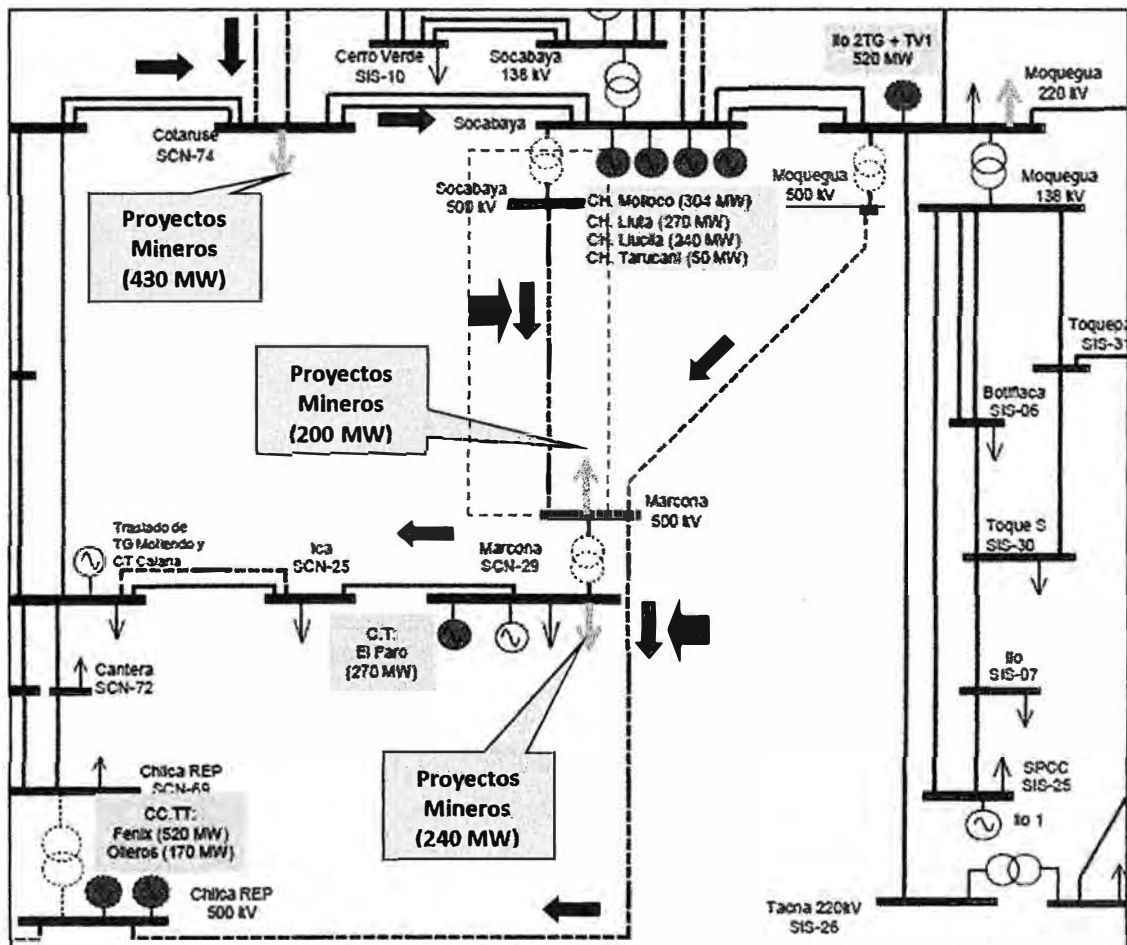 Cerro Verde
SIS-10
Socabaya
138 kV
Ilo 2TG + TV1
520 MW
Moquegua
220 kV
Cotaruse
SCN-74
Socabaya
Socabaya
500 kV
CH. Molloco (304 MW)
CH. Lluta (270 MW)
CH. Lluclla (240 MW)
CH. Tarucani (50 MW)
Moquegua
500 kV
Moquegua
138 kV
Proyectos
Mineros
(430 MW)
Toquepa
SIS-31
Proyectos
Mineros
(200 MW)
Botiflaca
SIS-06
Marcona
500 kV
Traslado de
TG Mollendo y
CT Calana
Ica
SCN-25
Marcona
SCN-29
Toque S
SIS-30
C.T:
El Faro
(270 MW)
Cantera
SCN-72
Ilo
SIS-07
Proyectos
Mineros
(240 MW)
Chilca REP
SCN-69
SPCC
SIS-25
CC.TT:
Fenix (520 MW)
Olleros (170 MW)
Ilo 1
Chilca REP
500 kV
Tacna 220kV
SIS-26